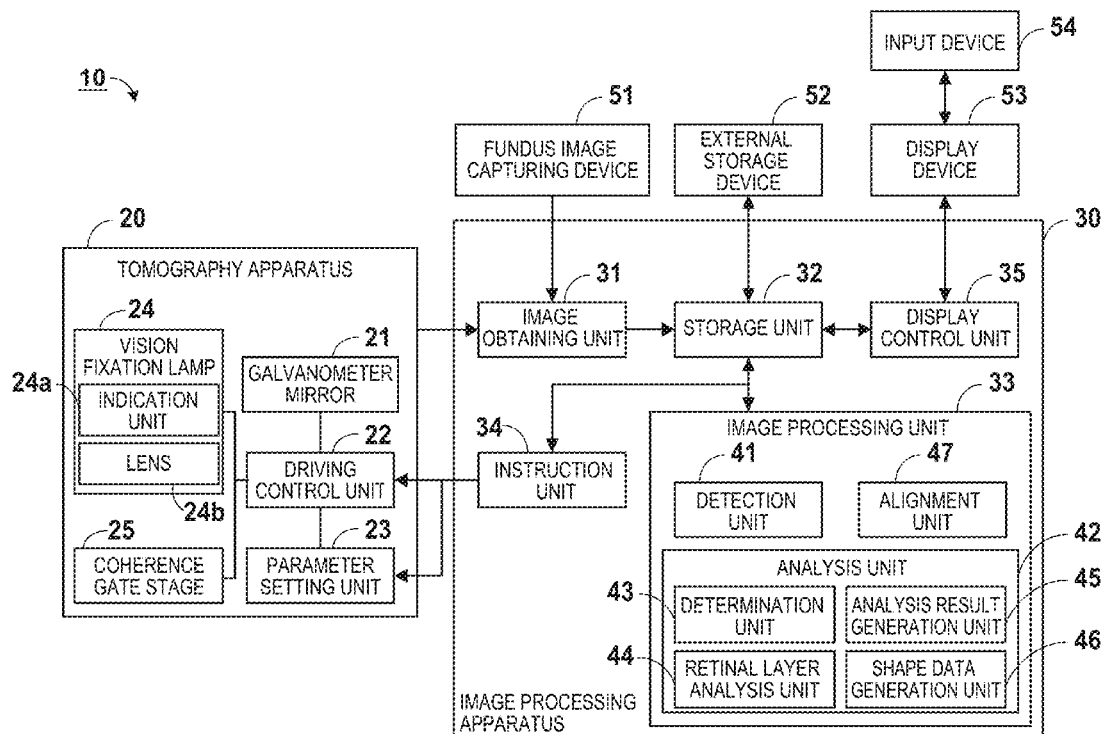 54
INPUT DEVICE
10
51
52
53
FUNDUS IMAGE
CAPTURING DEVICE
EXTERNAL
STORAGE
DEVICE
DISPLAY
DEVICE
20
30
TOMOGRAPHY APPARATUS
31
32
35
24
21
IMAGE
OBTAINING UNIT
STORAGE UNIT
DISPLAY
CONTROL UNIT
VISION
FIXATION LAMP
24a
GALVANOMETER
MIRROR
33
INDICATION
UNIT
34
IMAGE PROCESSING UNIT
22
41
47
LENS
DRIVING
CONTROL UNIT
INSTRUCTION
UNIT
DETECTION
UNIT
ALIGNMENT
UNIT
24b
25
23
42
COHERENCE
GATE STAGE
PARAMETER
SETTING UNIT
ANALYSIS UNIT
43
45
DETERMINATION
UNIT
ANALYSIS RESULT
GENERATION UNIT
44
46
RETINAL LAYER
ANALYSIS UNIT
SHAPE DATA
GENERATION UNIT
IMAGE PROCESSING
APPARATUS